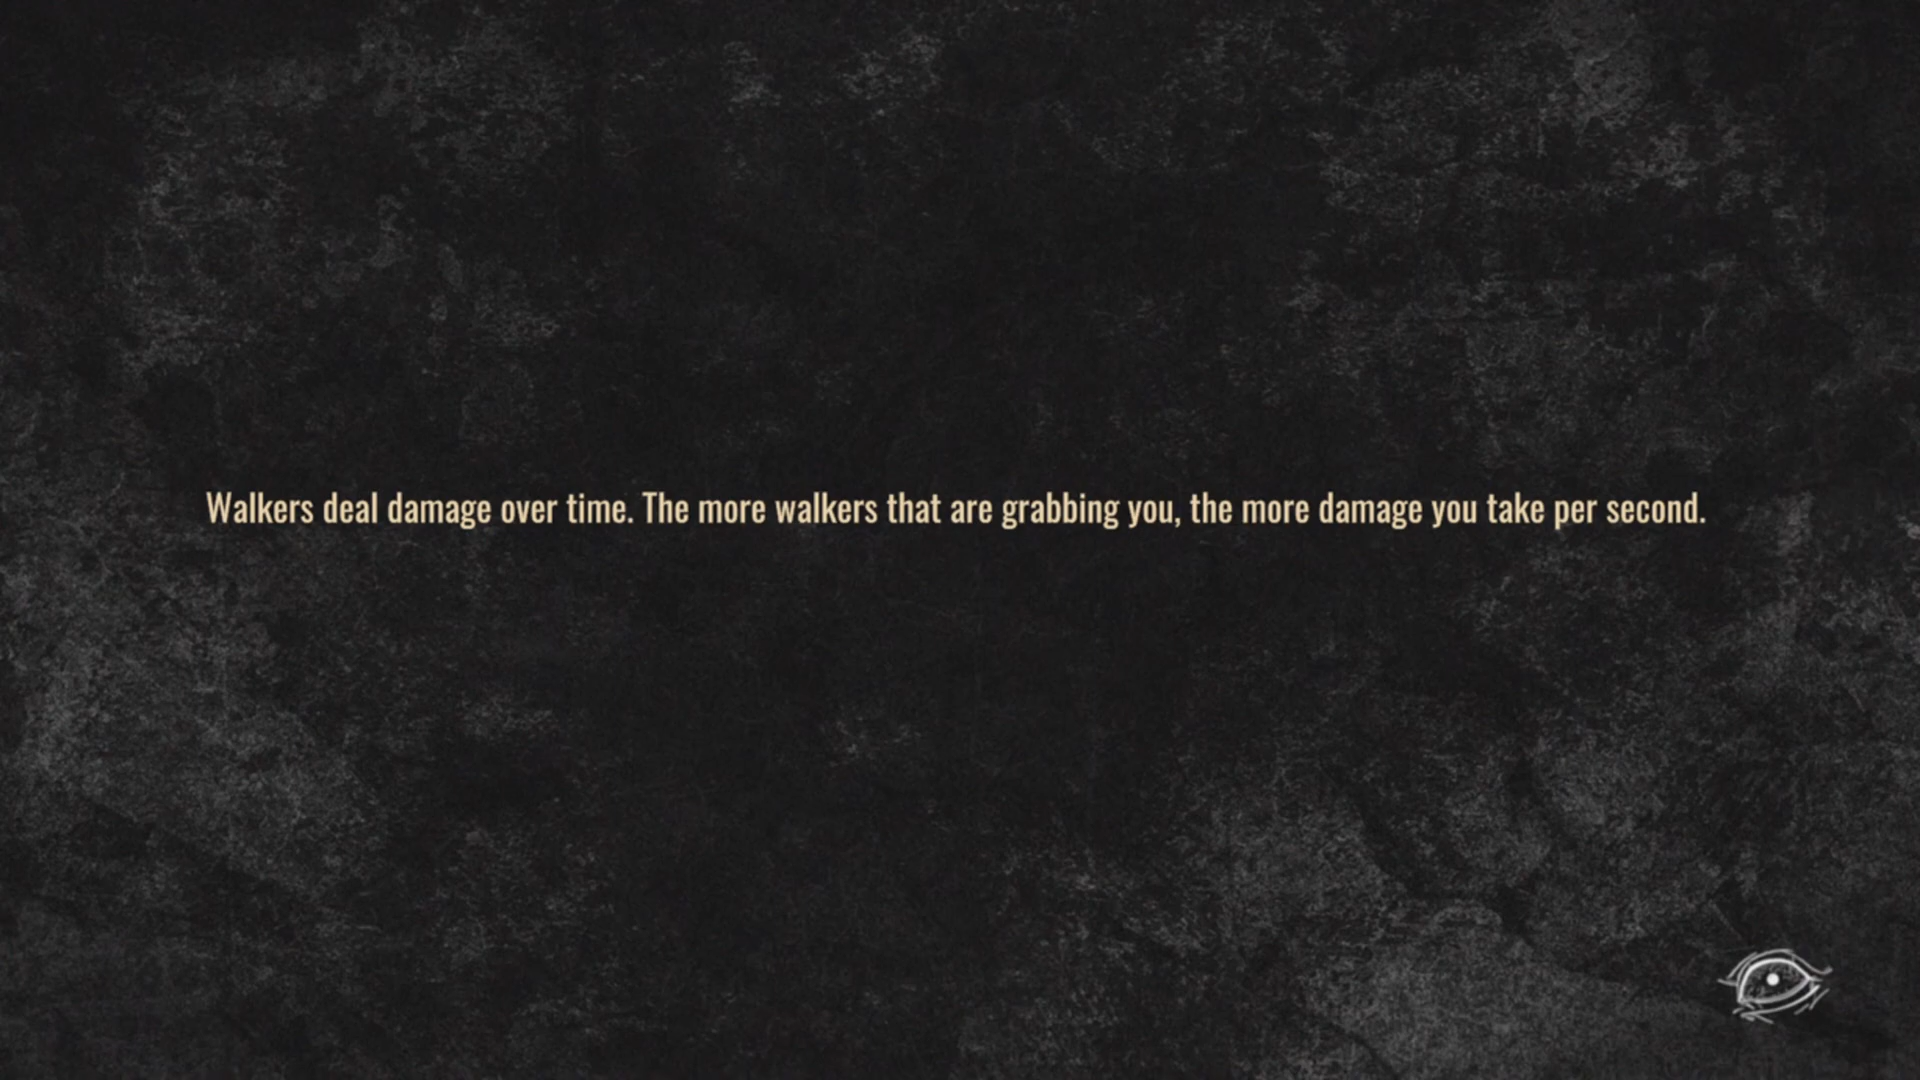 Walkers deal damage over time. The more walkers that are grabbing you, the more damage you take per second.